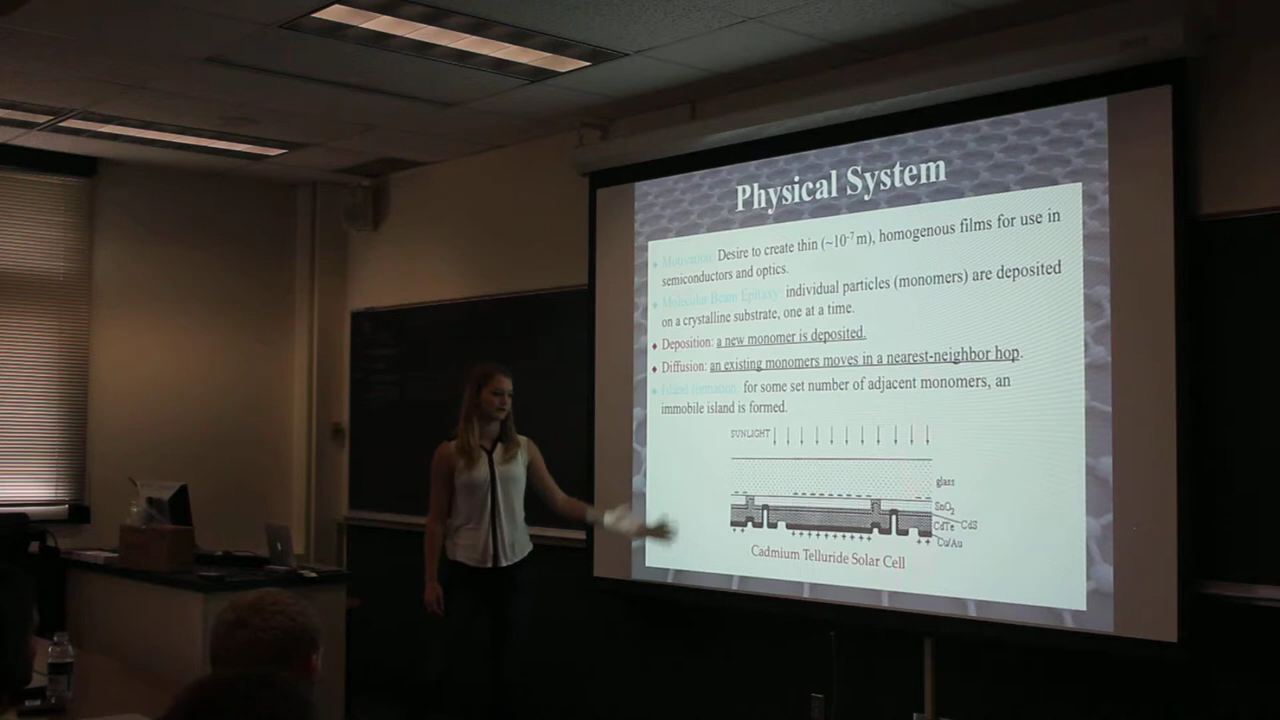 Physical System
Motivation: Desire to create thin (~10⁻⁷ m), homogenous films for use in
semiconductors and optics.
Molecular Beam Epitaxy: individual particles (monomers) are deposited
on a crystalline substrate, one at a time.
Deposition: a new monomer is deposited.
Diffusion: an existing monomers moves in a nearest-neighbor hop.
Island formation: for some set number of adjacent monomers, an
immobile island is formed.
SUNLIGHT
glass
SnO₂
CdTe CdS
Cu/Au
Cadmium Telluride Solar Cell